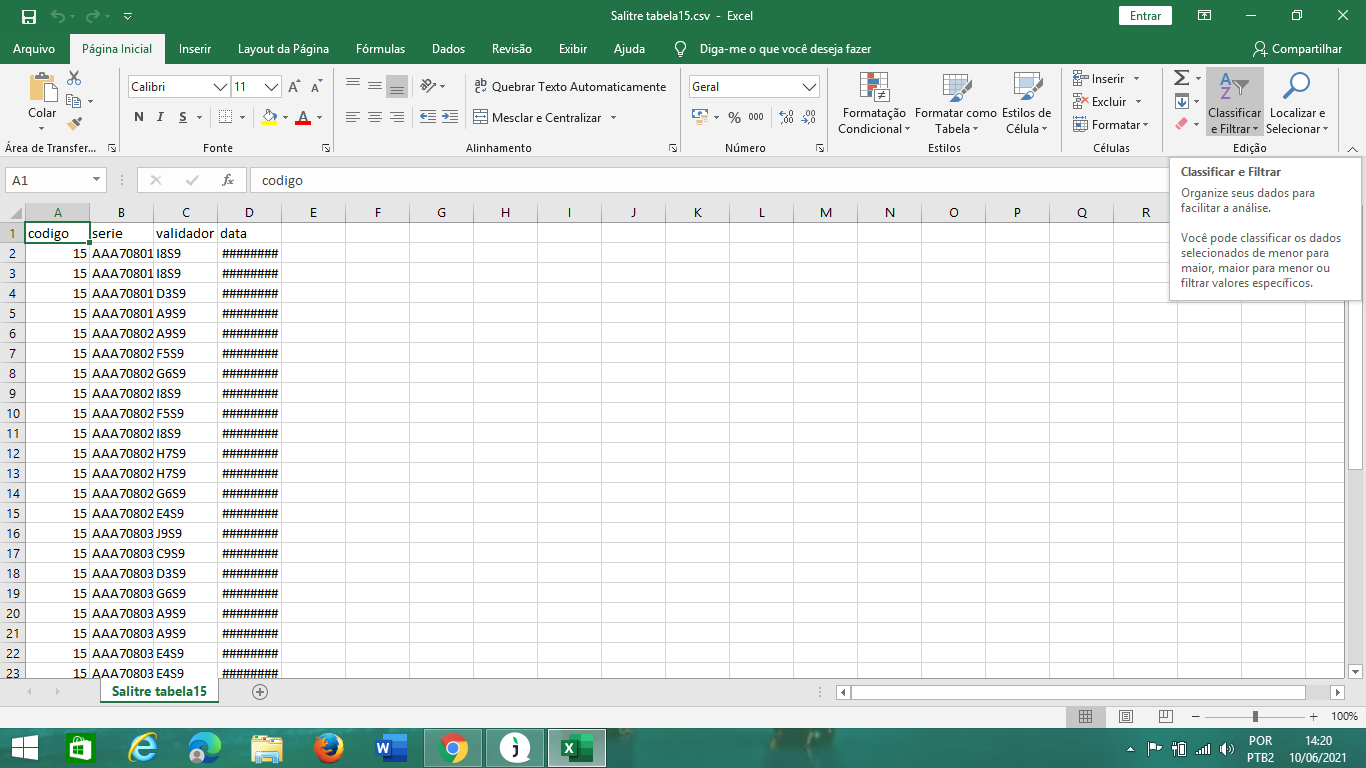 Salitre tabela15.csv - Excel
Entrar
Arquivo Página Inicial Inserir Layout da Página Fórmulas Dados Revisão Exibir Ajuda Diga-me o que você deseja fazer Compartilhar
Colar
Calibri 11
N I S
Quebrar Texto Automaticamente
Mesclar e Centralizar
Geral
% 000
Formatação Condicional
Formatar como Tabela
Estilos de Célula
Inserir
Excluir
Formatar
Classificar e Filtrar
Localizar e Selecionar
Área de Transfer... Fonte Alinhamento Número Estilos Células Edição
A1 fx codigo
Classificar e Filtrar
Organize seus dados para
facilitar a análise.
Você pode classificar os dados
selecionados de menor para
maior, maior para menor ou
filtrar valores específicos.
A B C D E F G H I J K L M N O P Q R
1 codigo serie validador data
2 15 AAA70801 I8S9 ########
3 15 AAA70801 I8S9 ########
4 15 AAA70801 D3S9 ########
5 15 AAA70801 A9S9 ########
6 15 AAA70802 A9S9 ########
7 15 AAA70802 F5S9 ########
8 15 AAA70802 G6S9 ########
9 15 AAA70802 I8S9 ########
10 15 AAA70802 F5S9 ########
11 15 AAA70802 I8S9 ########
12 15 AAA70802 H7S9 ########
13 15 AAA70802 H7S9 ########
14 15 AAA70802 G6S9 ########
15 15 AAA70802 E4S9 ########
16 15 AAA70803 J9S9 ########
17 15 AAA70803 C9S9 ########
18 15 AAA70803 D3S9 ########
19 15 AAA70803 G6S9 ########
20 15 AAA70803 A9S9 ########
21 15 AAA70803 A9S9 ########
22 15 AAA70803 E4S9 ########
23 15 AAA70803 E4S9 ########
Salitre tabela15
100%
POR 14:20
PTB2 10/06/2021